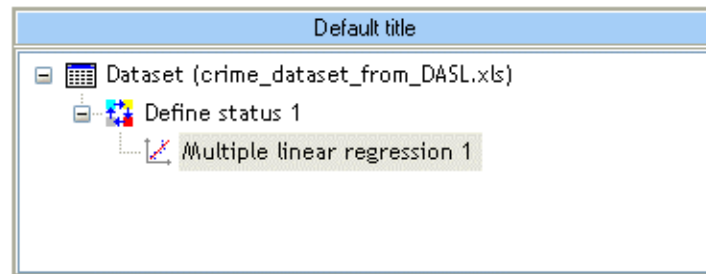 Default title
Dataset (crime_dataset_from_DASL.xls)
Define status 1
Multiple linear regression 1